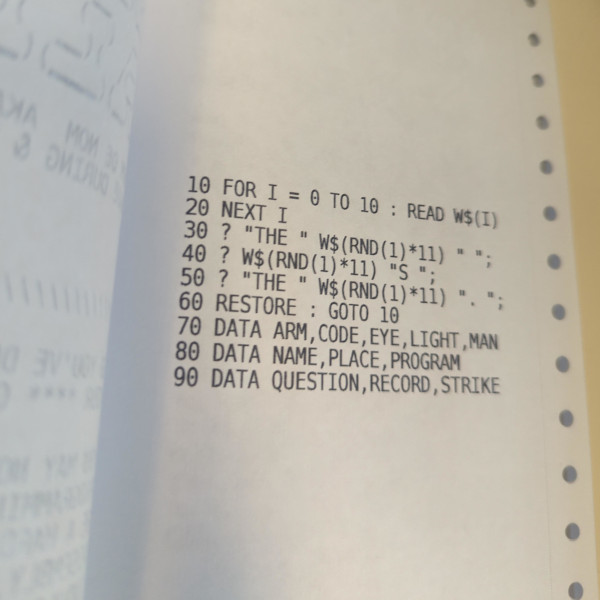 10 FOR I = 0 TO 10 : READ W$(I)
20 NEXT I
30 ? "THE " W$(RND(1)*11) " ";
40 ? W$(RND(1)*11) "S ";
50 ? "THE " W$(RND(1)*11) ". ";
60 RESTORE : GOTO 10
70 DATA ARM,CODE,EYE,LIGHT,MAN
80 DATA NAME,PLACE,PROGRAM
90 DATA QUESTION,RECORD,STRIKE